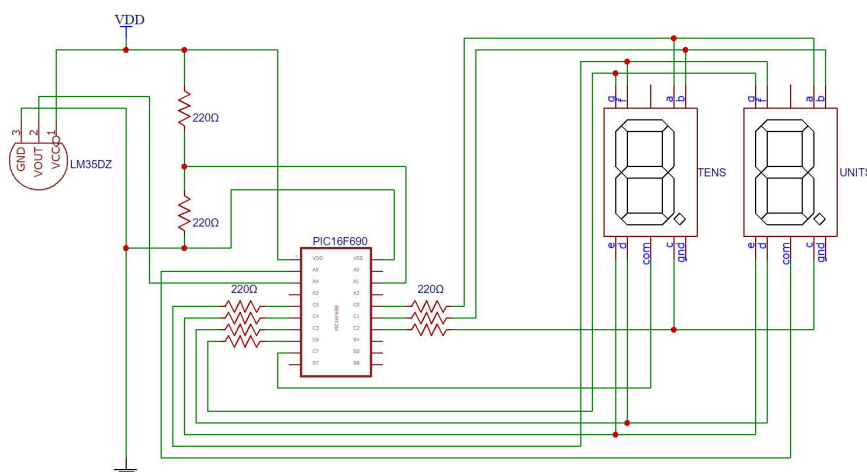 VDD
220Ω
3 2 1
GND VOUT VCC
LM35DZ
220Ω
PIC16F690
220Ω
220Ω
VDD VSS
A5 A0
A4 A1
A3 A2
C5 C0
C4 C1
C3 C2
C6 B4
C7 B5
B7 B6
g f a b
TENS
e d com c gnd
g f a b
UNITS
e d com c gnd